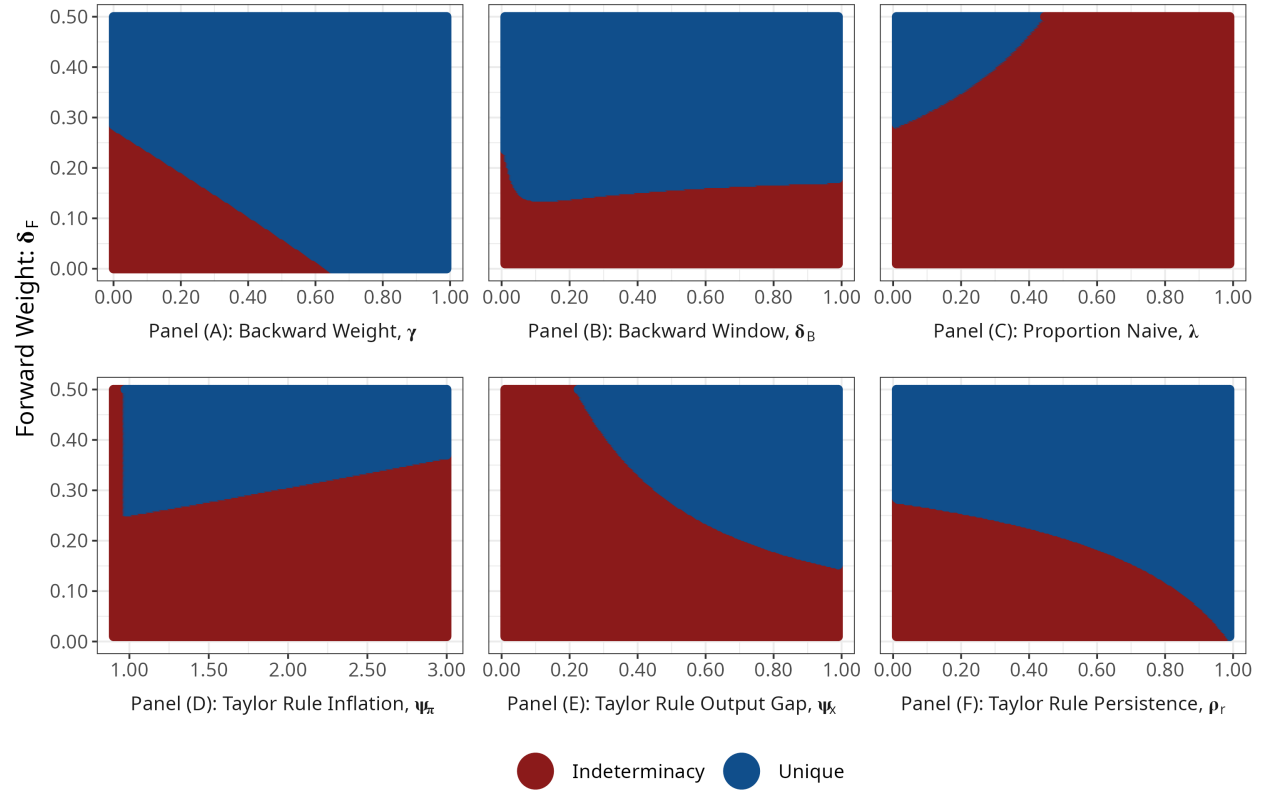 Forward Weight: δF
0.50
0.40
0.30
0.20
0.10
0.00
0.00 0.20 0.40 0.60 0.80 1.00
Panel (A): Backward Weight, γ
0.00 0.20 0.40 0.60 0.80 1.00
Panel (B): Backward Window, δB
0.00 0.20 0.40 0.60 0.80 1.00
Panel (C): Proportion Naive, λ
0.50
0.40
0.30
0.20
0.10
0.00
1.00 1.50 2.00 2.50 3.00
Panel (D): Taylor Rule Inflation, ψπ
0.00 0.20 0.40 0.60 0.80 1.00
Panel (E): Taylor Rule Output Gap, ψx
0.00 0.20 0.40 0.60 0.80 1.00
Panel (F): Taylor Rule Persistence, ρr
Indeterminacy Unique